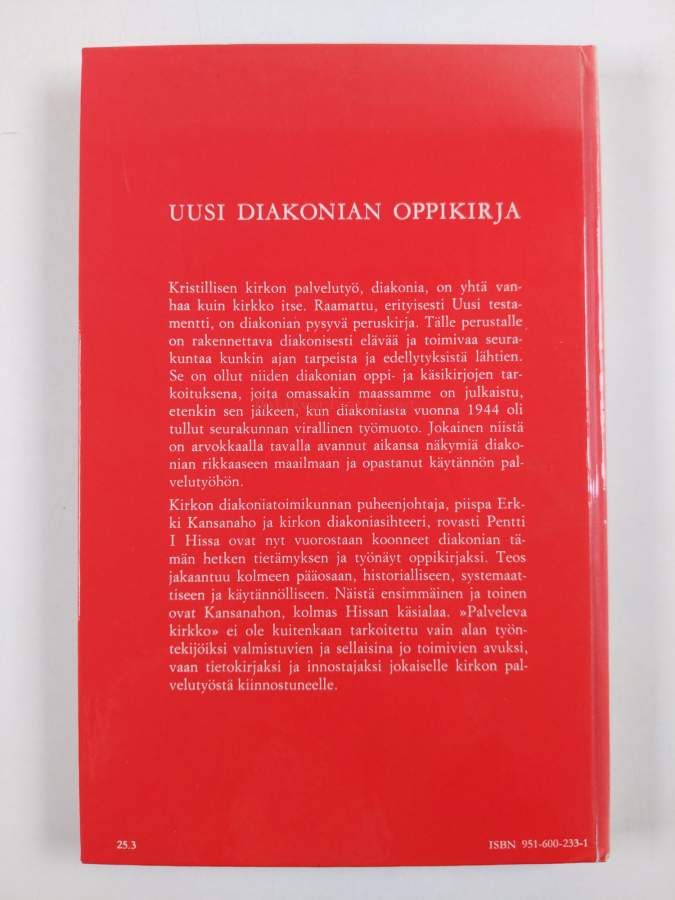 UUSI DIAKONIAN OPPIKIRJA
Kristillisen kirkon palvelutyö, diakonia, on yhtä van-
haa kuin kirkko itse. Raamattu, erityisesti Uusi testa-
mentti, on diakonian pysyvä peruskirja. Tälle perustalle
on rakennettava diakonisesti elävää ja toimivaa seura-
kuntaa kunkin ajan tarpeista ja edellytyksistä lähtien.
Se on ollut niiden diakonian oppi- ja käsikirjojen tar-
koituksena, joita omassakin maassamme on julkaistu,
etenkin sen jälkeen, kun diakoniasta vuonna 1944 oli
tullut seurakunnan virallinen työmuoto. Jokainen niistä
on arvokkaalla tavalla avannut aikansa näkymiä diako-
nian rikkaaseen maailmaan ja opastanut käytännön pal-
velutyöhön.
Kirkon diakoniatoimikunnan puheenjohtaja, piispa Erk-
ki Kansanaho ja kirkon diakoniasihteeri, rovasti Pentti
I Hissa ovat nyt vuorostaan koonneet diakonian tä-
män hetken tietämyksen ja työnäyt oppikirjaksi. Teos
jakaantuu kolmeen pääosaan, historialliseen, systemaat-
tiseen ja käytännölliseen. Näistä ensimmäinen ja toinen
ovat Kansanahon, kolmas Hissan käsialaa. »Palveleva
kirkko» ei ole kuitenkaan tarkoitettu vain alan työn-
tekijöiksi valmistuvien ja sellaisina jo toimivien avuksi,
vaan tietokirjaksi ja innostajaksi jokaiselle kirkon pal-
velutyöstä kiinnostuneelle.
25.3
ISBN 951-600-233-1